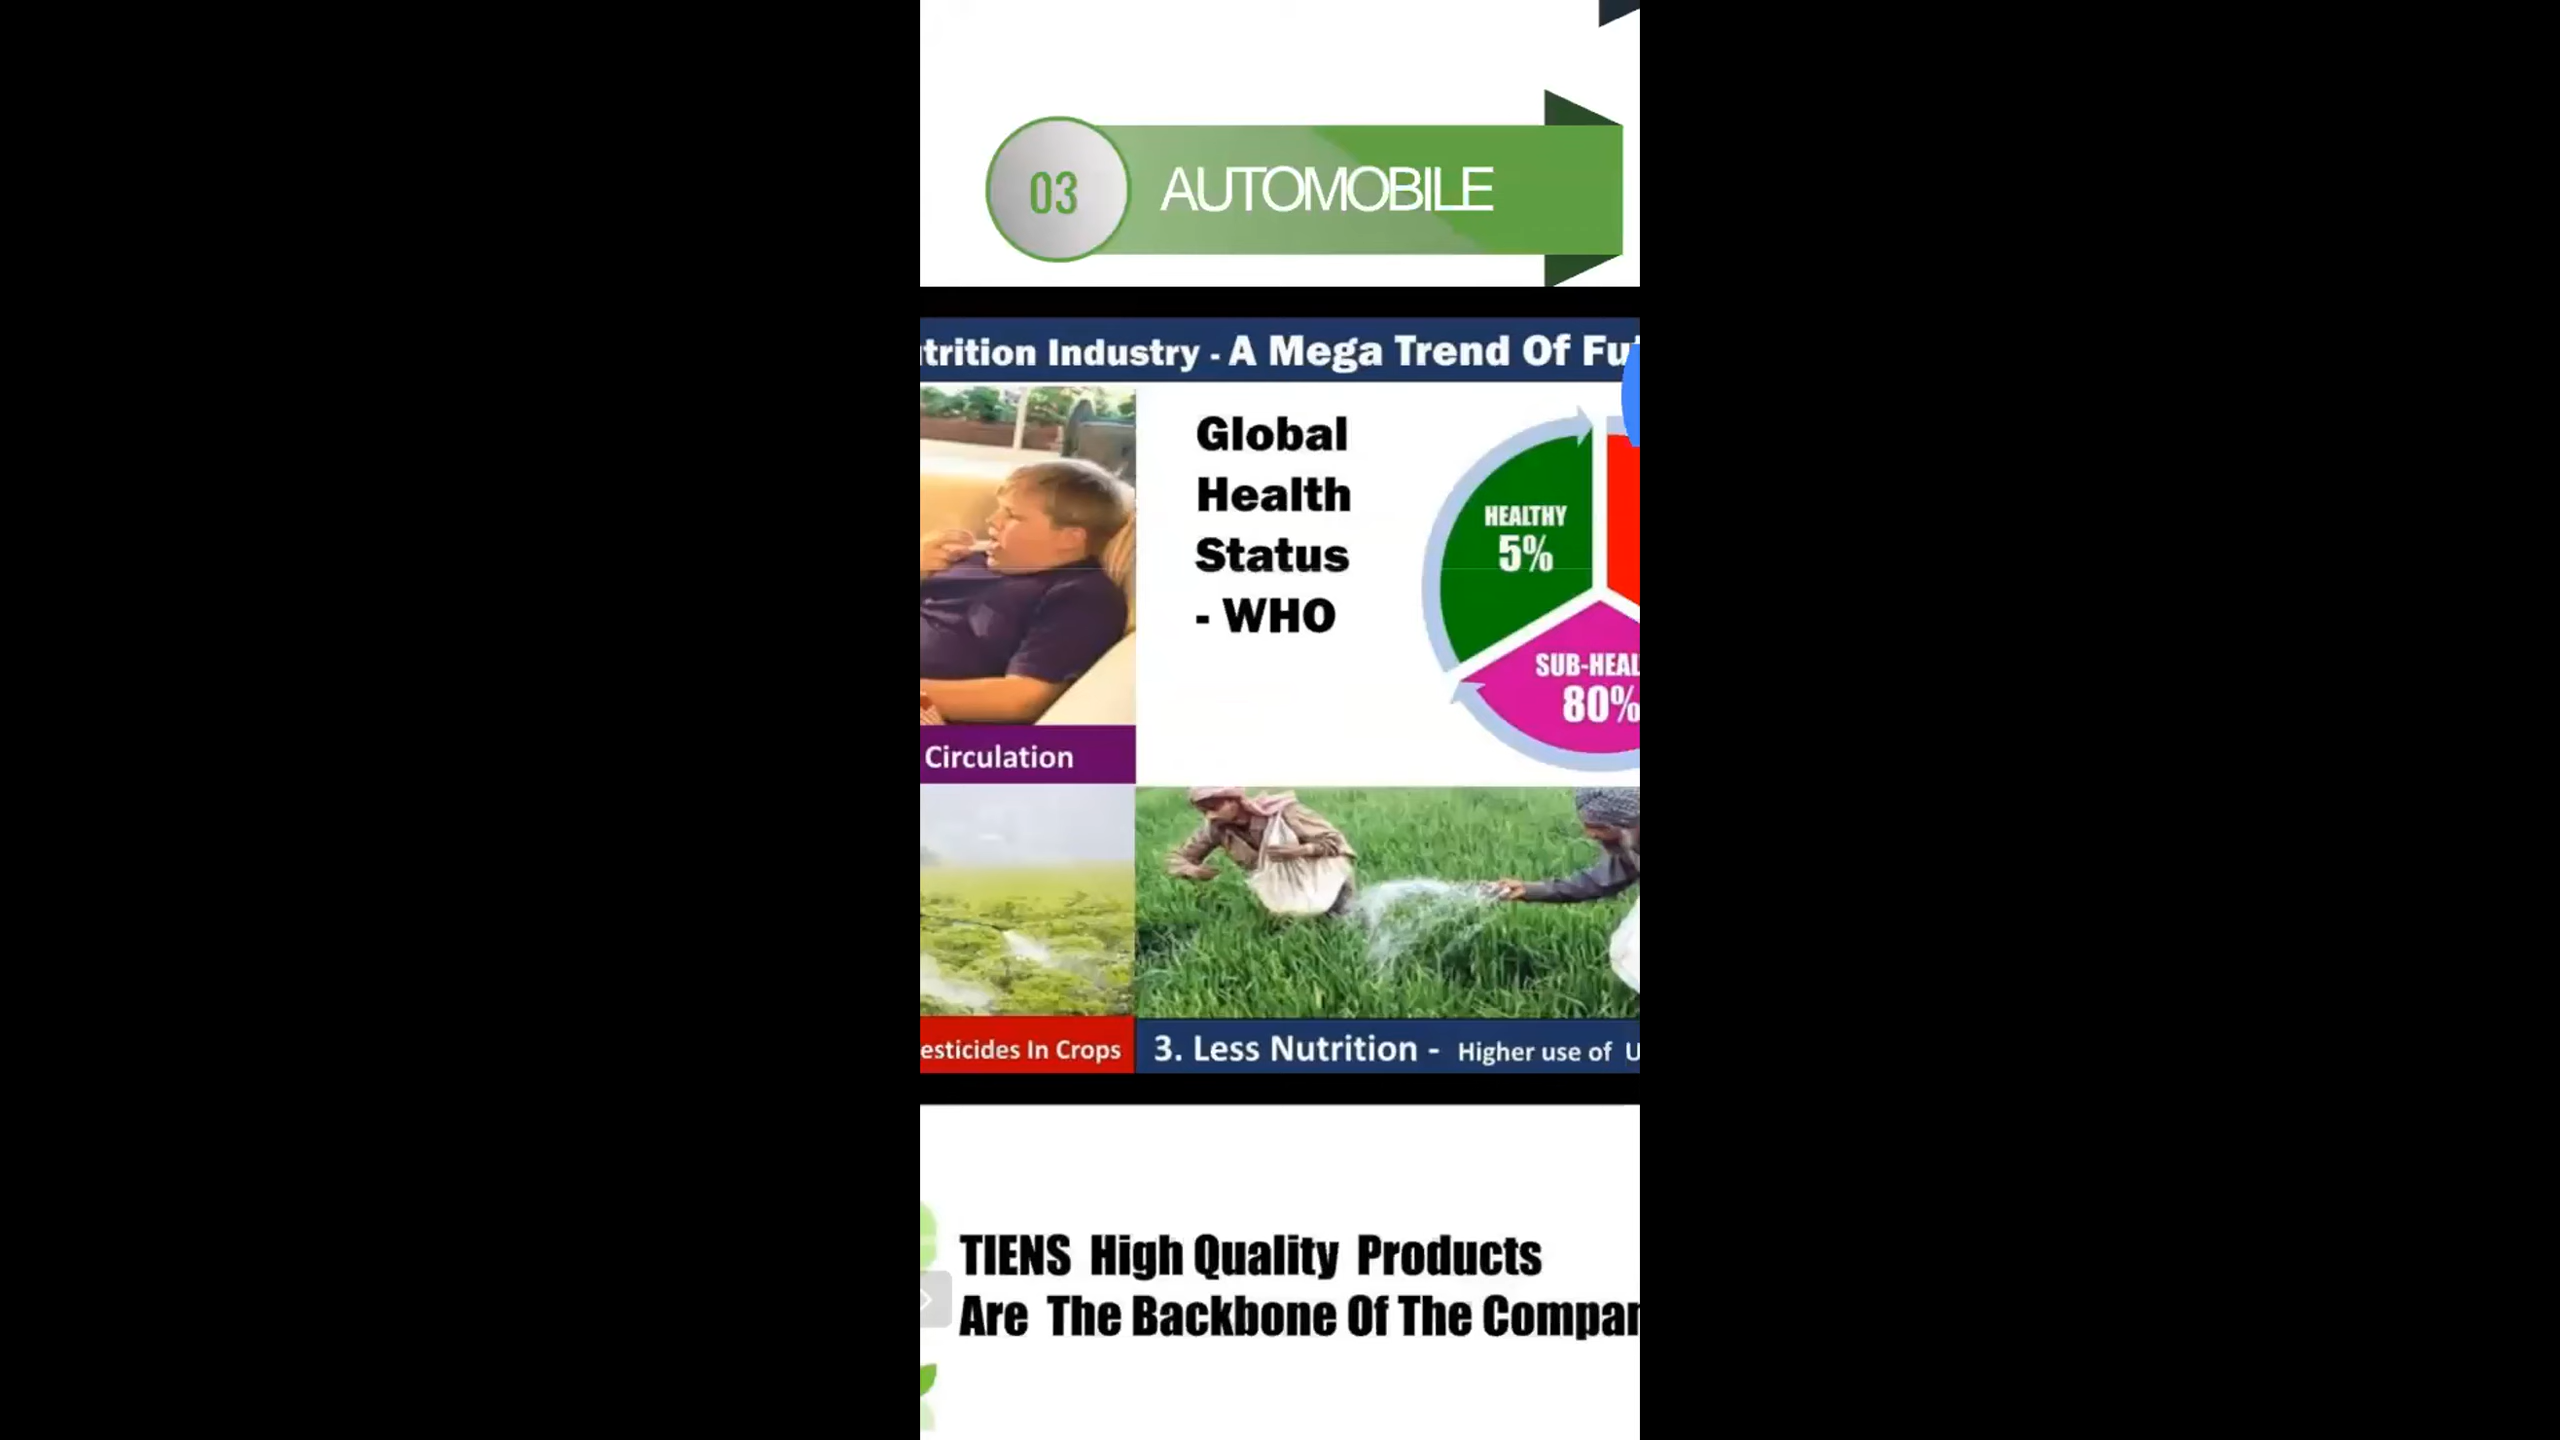 03
AUTOMOBILE
trition Industry - A Mega Trend Of Fu
Global
Health
Status
- WHO
HEALTHY
5%
SUB-HEAL
80%
Circulation
esticides In Crops
3. Less Nutrition - Higher use of U
TIENS High Quality Products
Are The Backbone Of The Compan